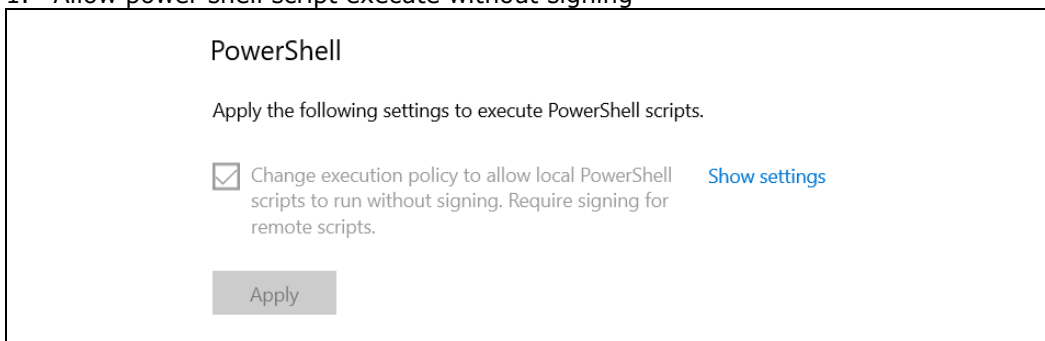 1. Allow power shell script execute without signing
PowerShell
Apply the following settings to execute PowerShell scripts.
Change execution policy to allow local PowerShell
scripts to run without signing. Require signing for
remote scripts.
Show settings
Apply